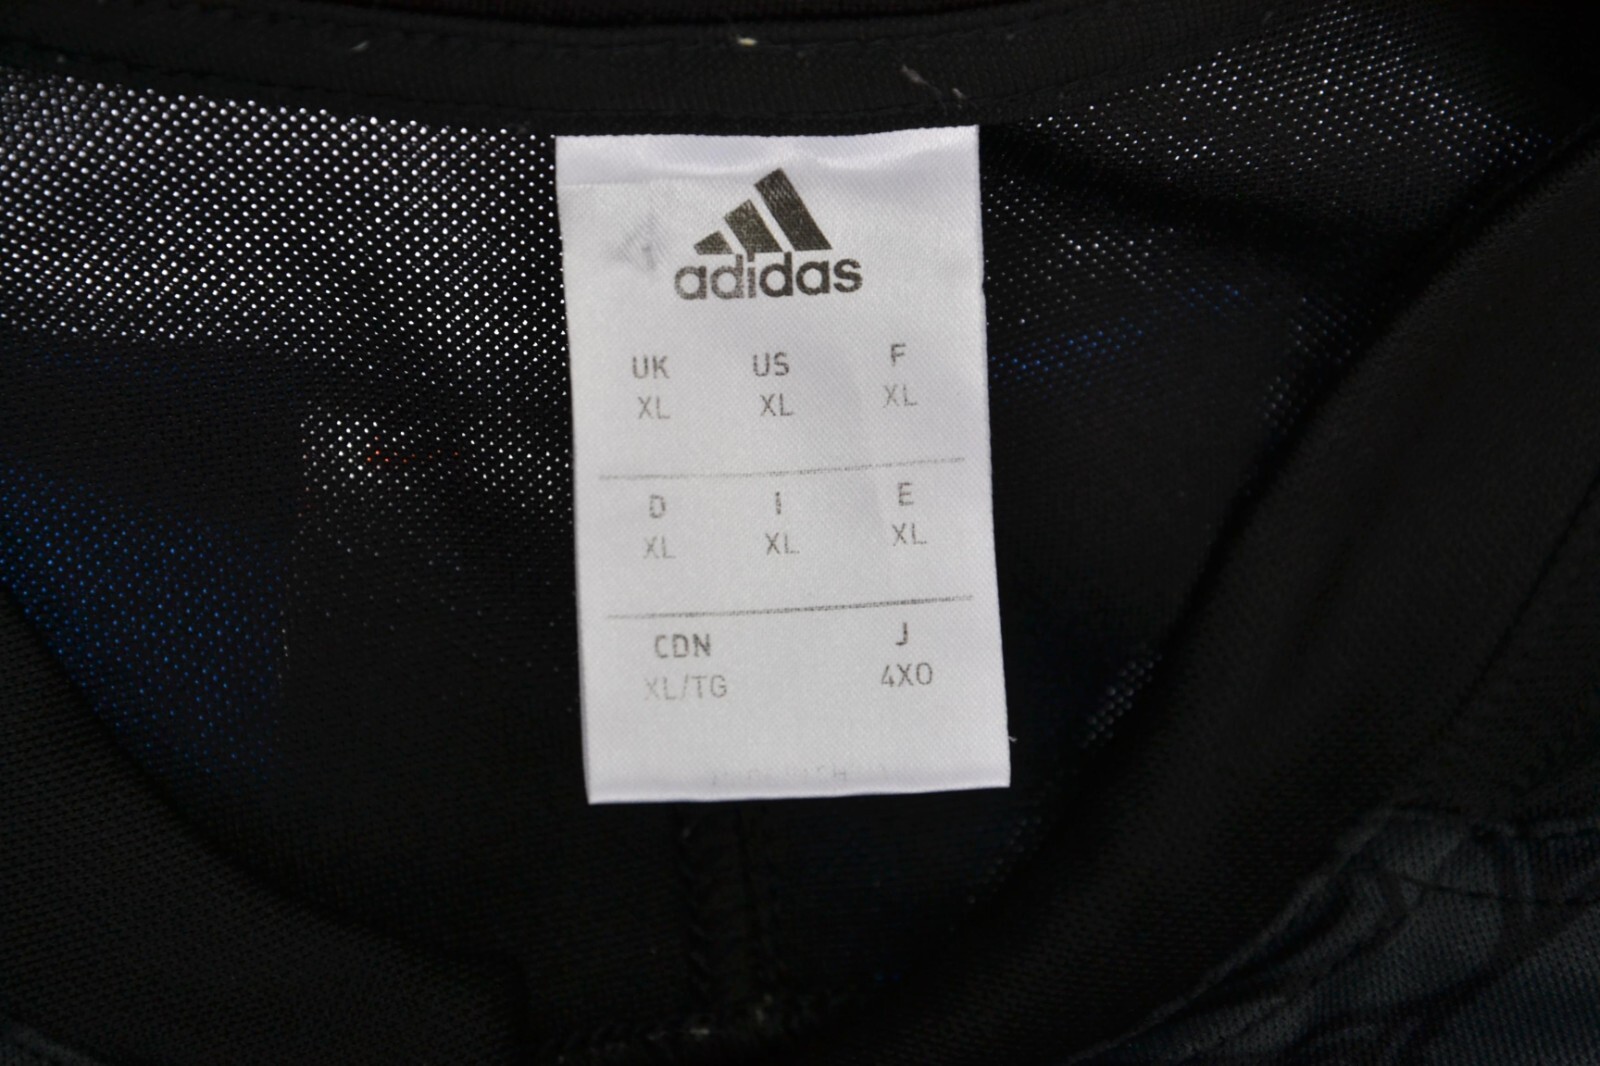 adidas
UK US F
XL XL XL
D I E
XL XL XL
CDN J
XL/TG 4XO